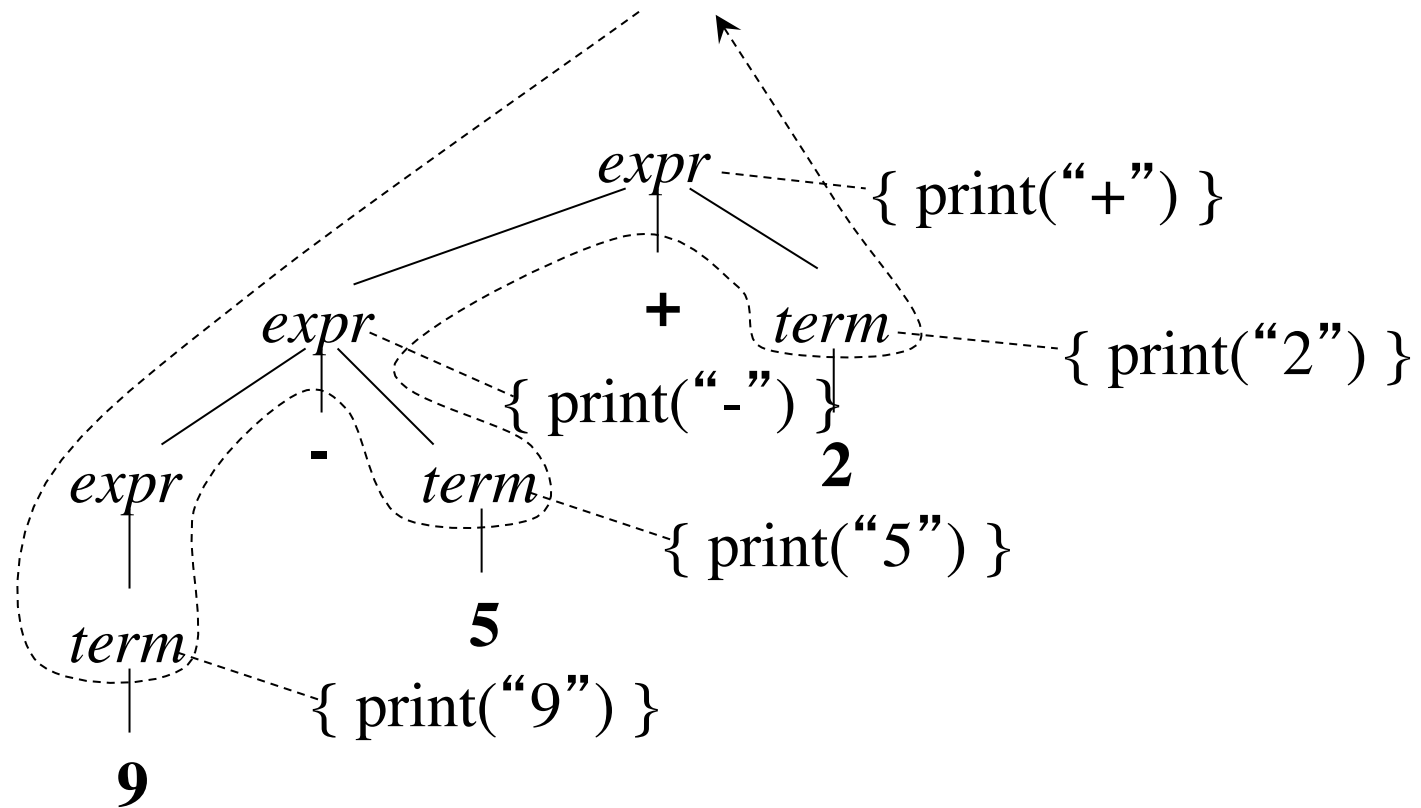 expr
{ print(“+”) }
expr
+
term
{ print(“2”) }
{ print(“-”) }
-
2
expr
term
{ print(“5”) }
5
term
{ print(“9”) }
9